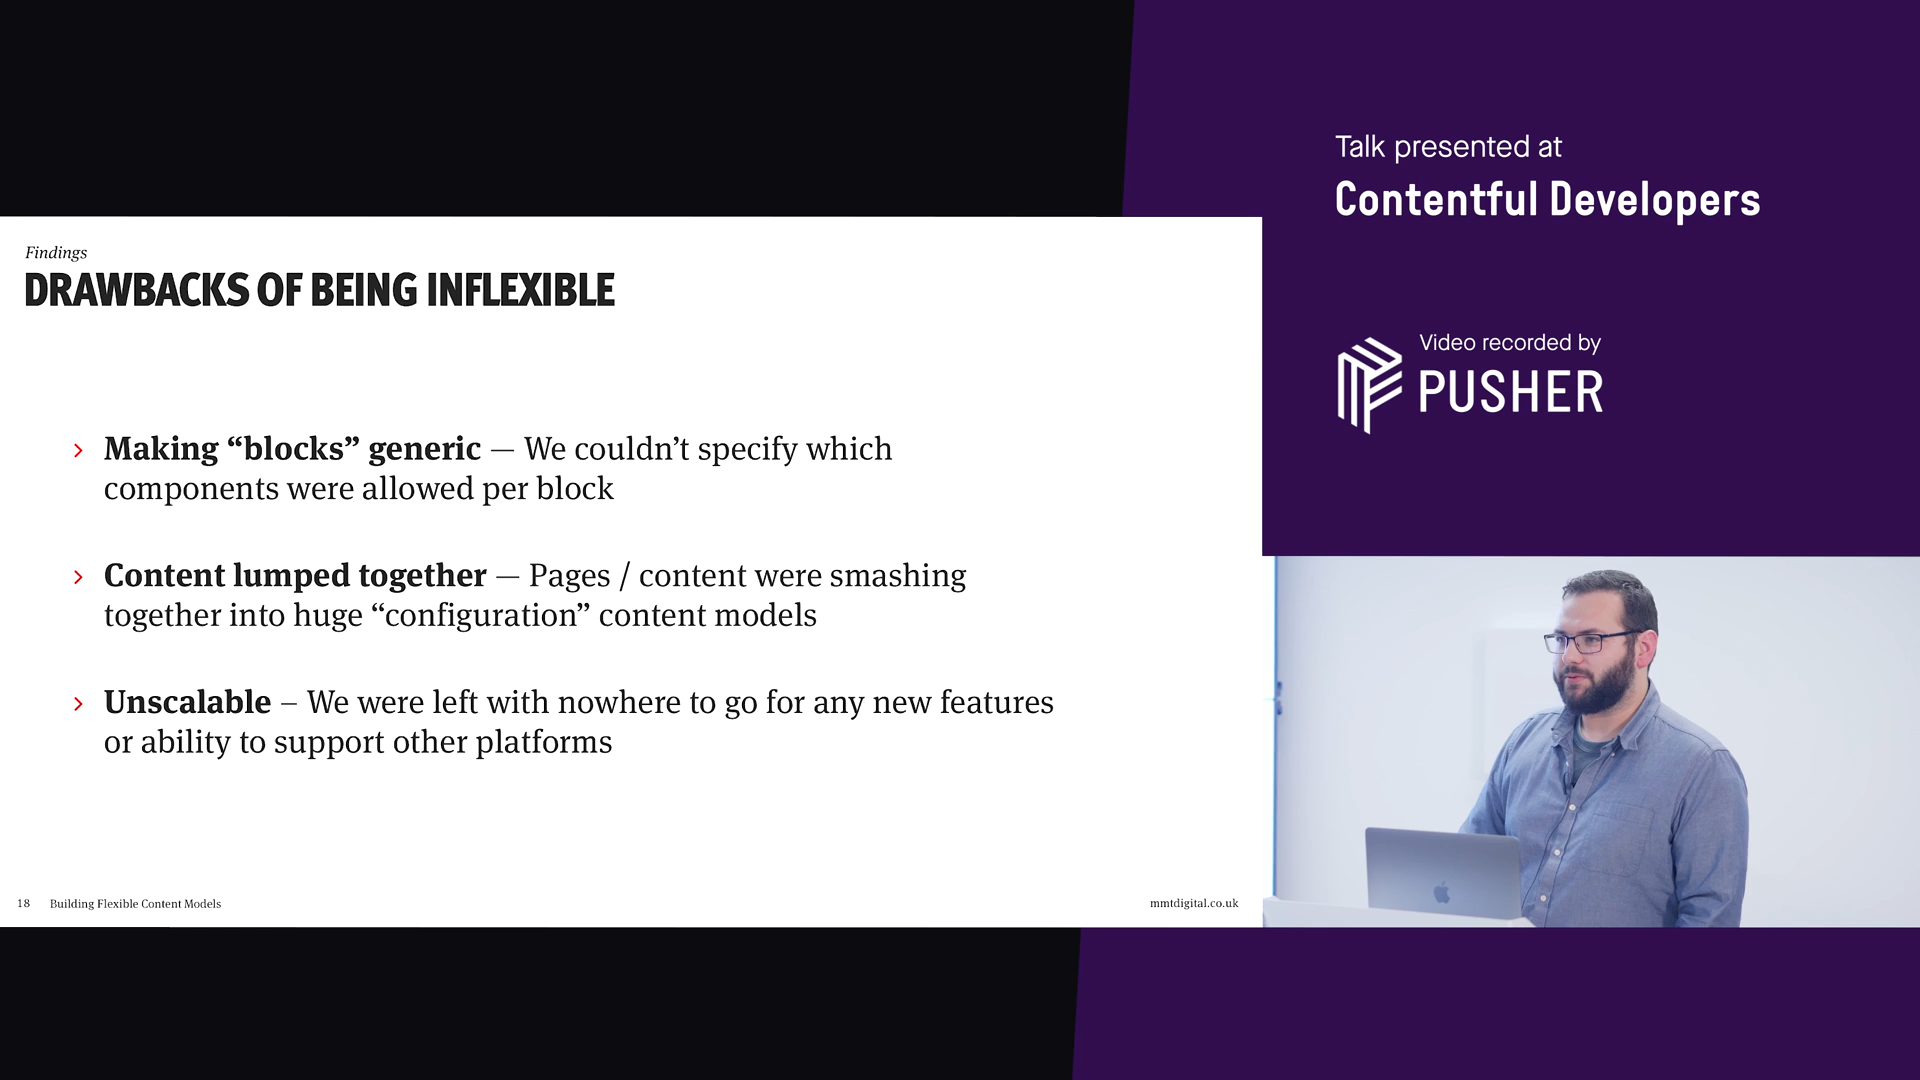 Talk presented at
Contentful Developers
Video recorded by
PUSHER
Findings
DRAWBACKS OF BEING INFLEXIBLE
› Making “blocks” generic — We couldn’t specify which
components were allowed per block
› Content lumped together — Pages / content were smashing
together into huge “configuration” content models
› Unscalable – We were left with nowhere to go for any new features
or ability to support other platforms
18 Building Flexible Content Models
mmtdigital.co.uk